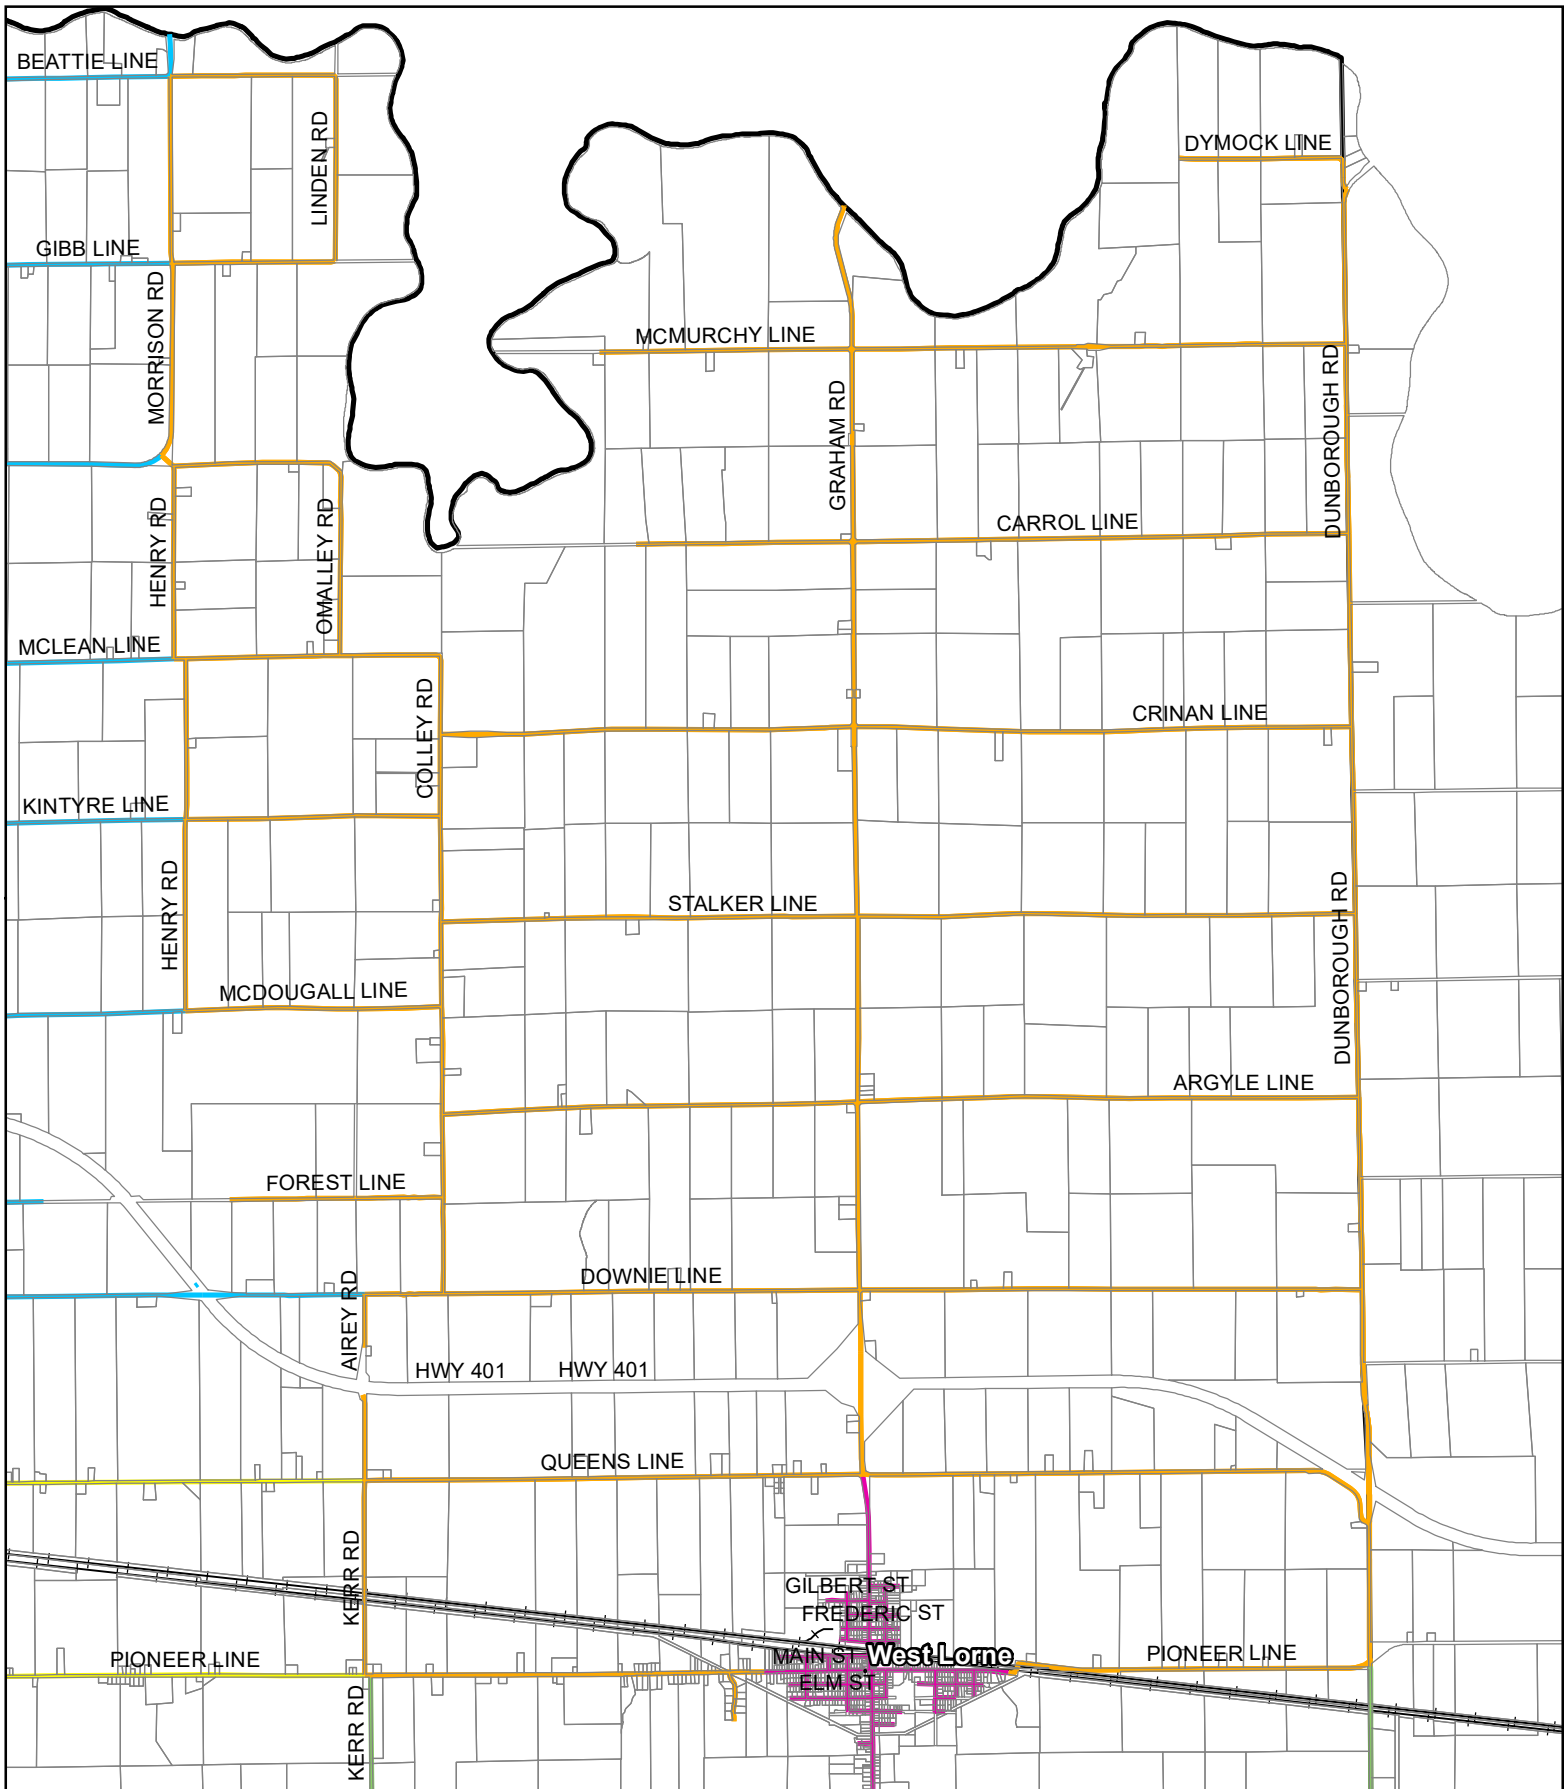 BEATTIE LINE
LINDEN RD
DYMOCK LINE
GIBB LINE
MORRISON RD
MCMURCHY LINE
GRAHAM RD
DUNBOROUGH RD
HENRY RD
OMALLEY RD
CARROL LINE
MCLEAN LINE
COLLEY RD
CRINAN LINE
KINTYRE LINE
HENRY RD
STALKER LINE
DUNBOROUGH RD
MCDOUGALL LINE
ARGYLE LINE
FOREST LINE
DOWNIE LINE
AIREY RD
HWY 401
HWY 401
QUEENS LINE
KERR RD
GILBERT ST
FREDERIC ST
PIONEER LINE
MAIN ST
West Lorne
PIONEER LINE
ELM ST
KERR RD